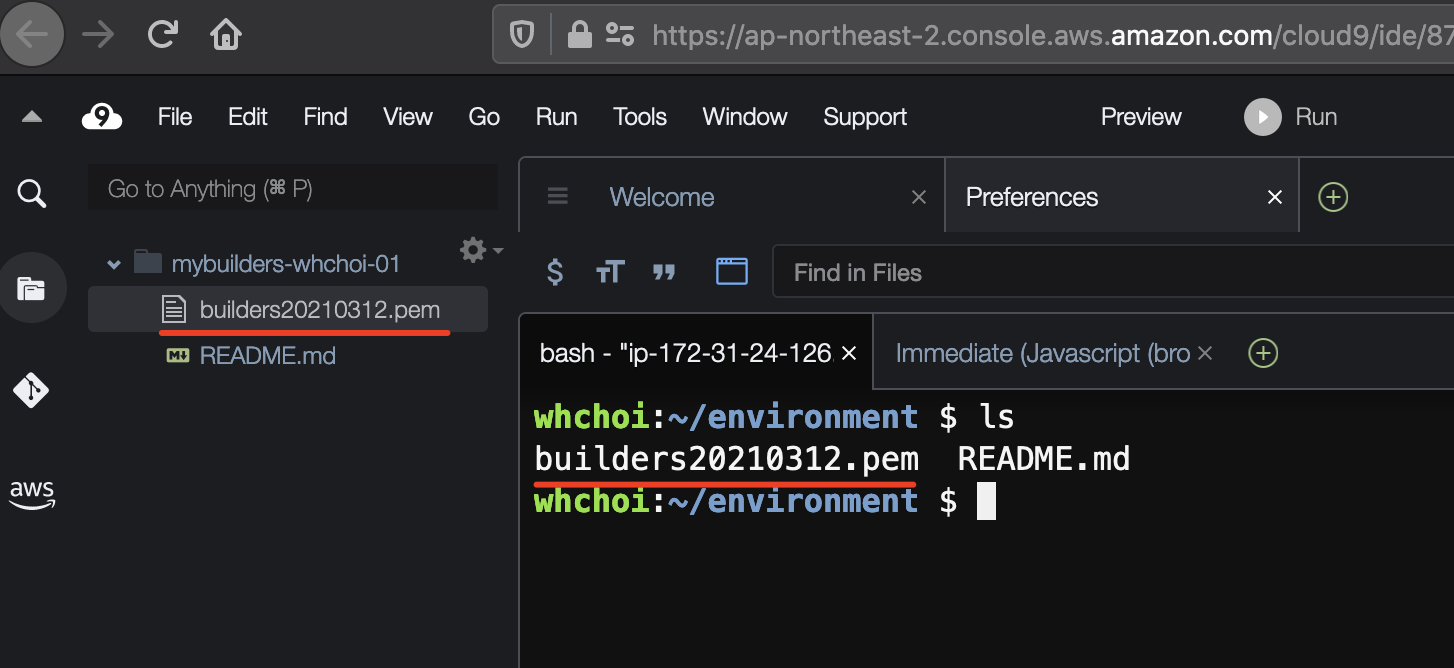 https://ap-northeast-2.console.aws.amazon.com/cloud9/ide/87
9 File Edit Find View Go Run Tools Window Support Preview Run
Go to Anything (⌘ P)
Welcome Preferences
mybuilders-whchoi-01
$ Find in Files
builders20210312.pem
README.md
bash - "ip-172-31-24-126 Immediate (Javascript (bro
whchoi:~/environment $ ls
builders20210312.pem README.md
whchoi:~/environment $
aws